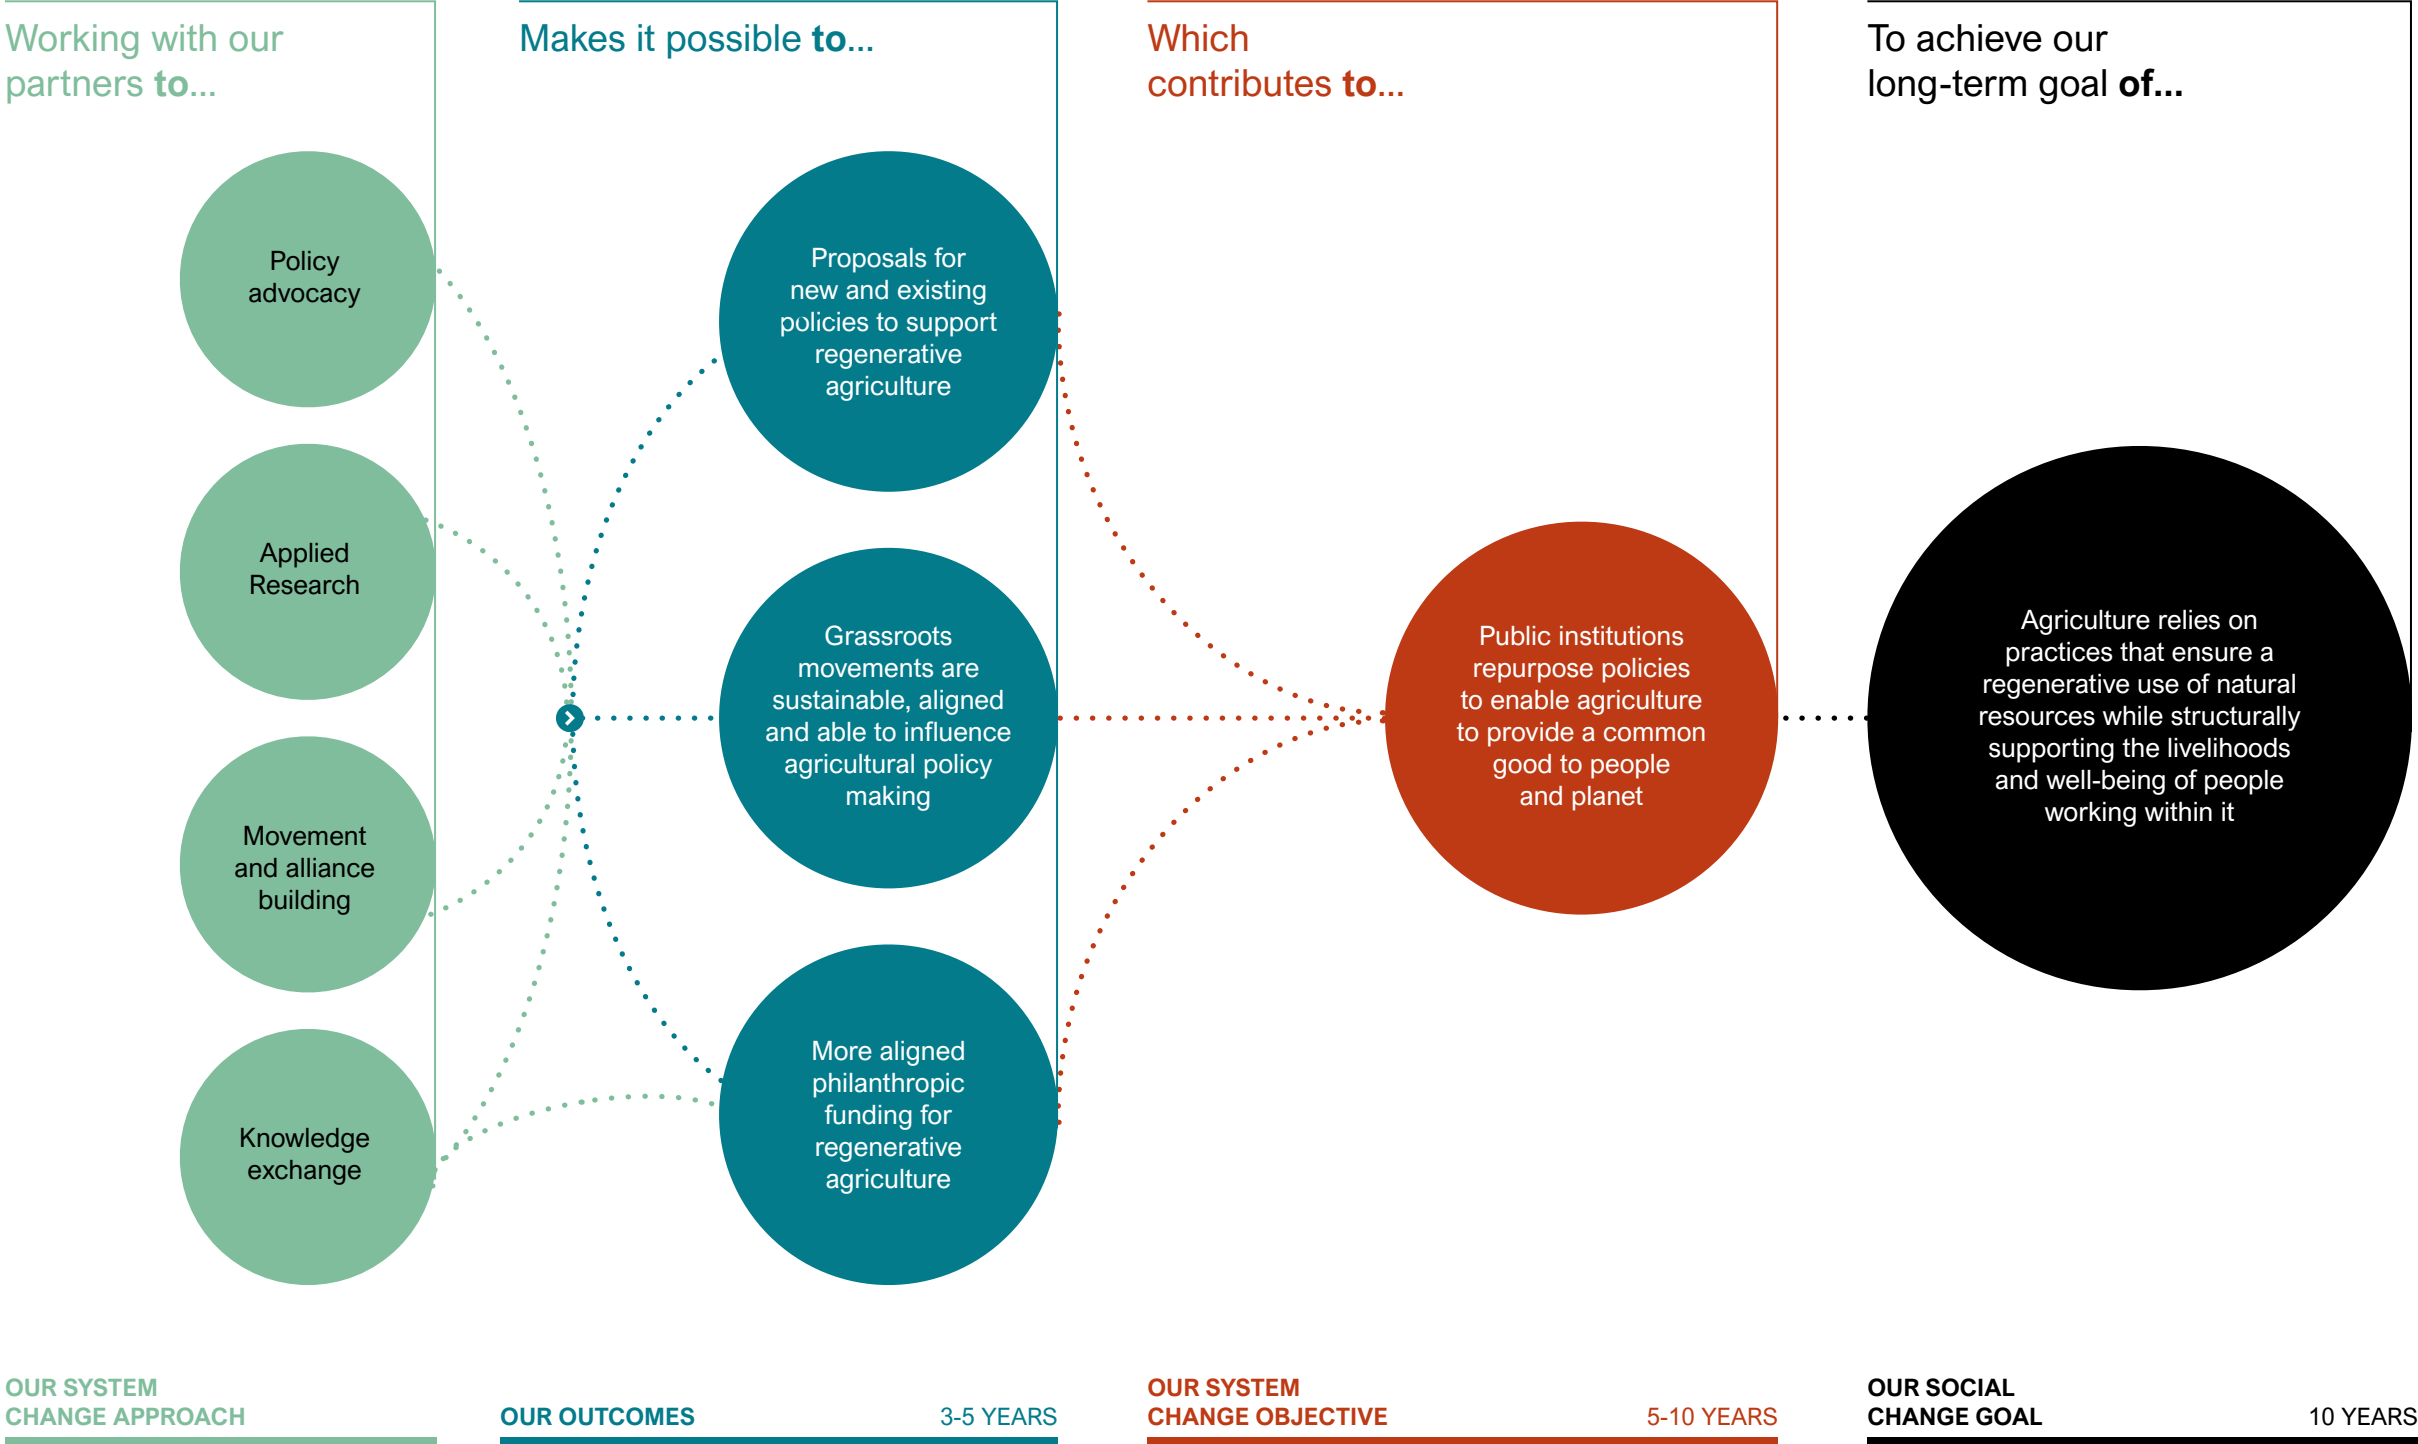 Working with our
partners to...
Policy
advocacy
Applied
Research
Movement
and alliance
building
Knowledge
exchange
OUR SYSTEM
CHANGE APPROACH
Makes it possible to...
Proposals for
new and existing
policies to support
regenerative
agriculture
Grassroots
movements are
sustainable, aligned
and able to influence
agricultural policy
making
More aligned
philanthropic
funding for
regenerative
agriculture
OUR OUTCOMES 3-5 YEARS
Which
contributes to...
Public institutions
repurpose policies
to enable agriculture
to provide a common
good to people
and planet
OUR SYSTEM
CHANGE OBJECTIVE 5-10 YEARS
To achieve our
long-term goal of...
Agriculture relies on
practices that ensure a
regenerative use of natural
resources while structurally
supporting the livelihoods
and well-being of people
working within it
OUR SOCIAL
CHANGE GOAL 10 YEARS